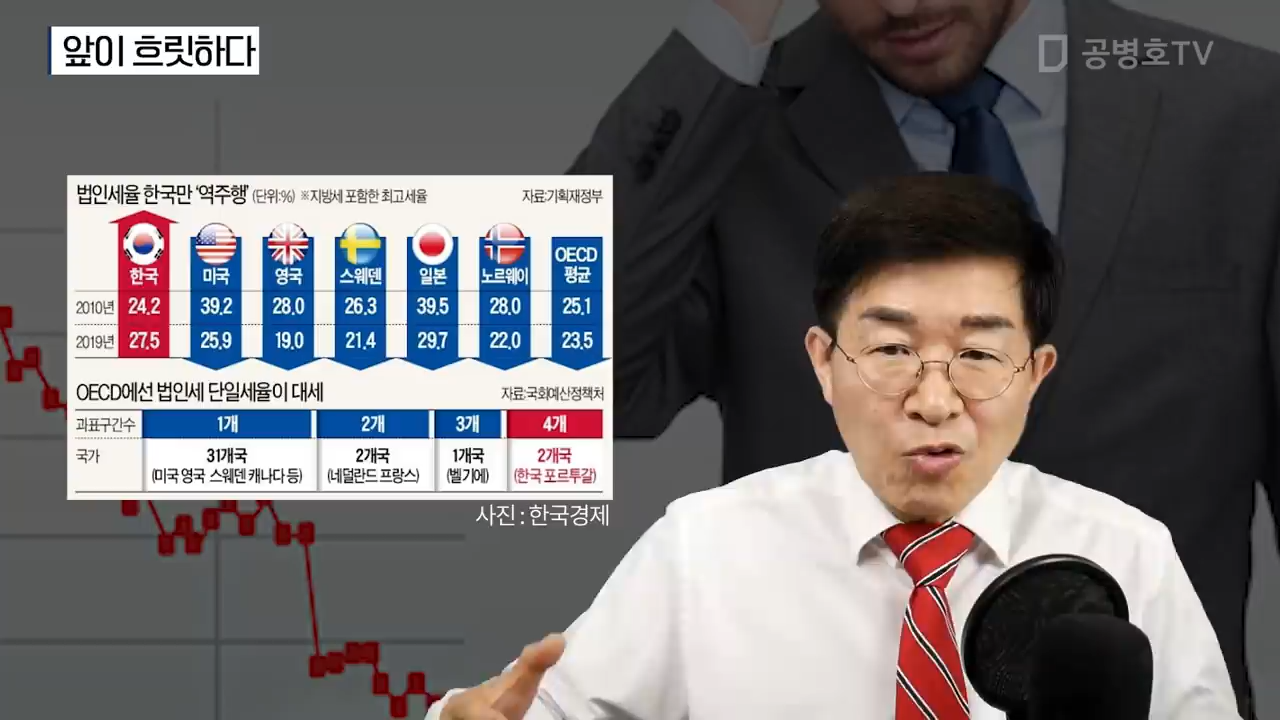 앞이 흐릿하다
공병호TV
법인세율 한국만 '역주행' (단위:%) ※지방세 포함한 최고 세율 자료:기획재정부
한국 미국 영국 스웨덴 일본 노르웨이 OECD 평균
2010년 24.2 39.2 28.0 26.3 39.5 28.0 25.1
2019년 27.5 25.9 19.0 21.4 29.7 22.0 23.5
OECD에선 법인세 단일세율이 대세 자료:국회예산정책처
과표구간수 1개 2개 3개 4개
국가 31개국 2개국 1개국 2개국
(미국 영국 스웨덴 캐나다 등) (네덜란드 프랑스) (벨기에) (한국 포르투갈)
사진 : 한국경제